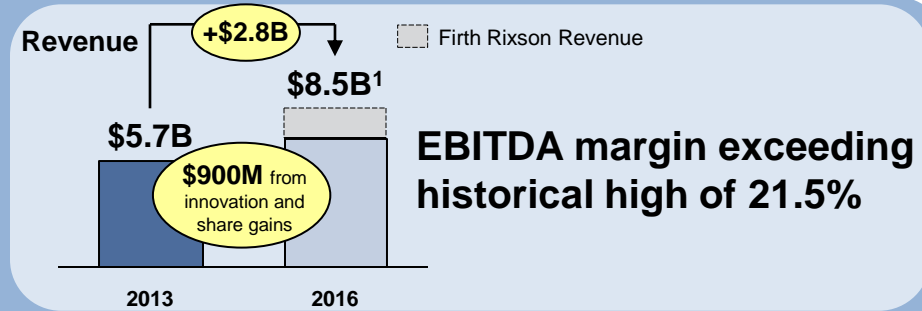 Revenue
+$2.8B
Firth Rixson Revenue
$8.5B¹
$5.7B
$900M from
innovation and
share gains
EBITDA margin exceeding
historical high of 21.5%
2013
2016